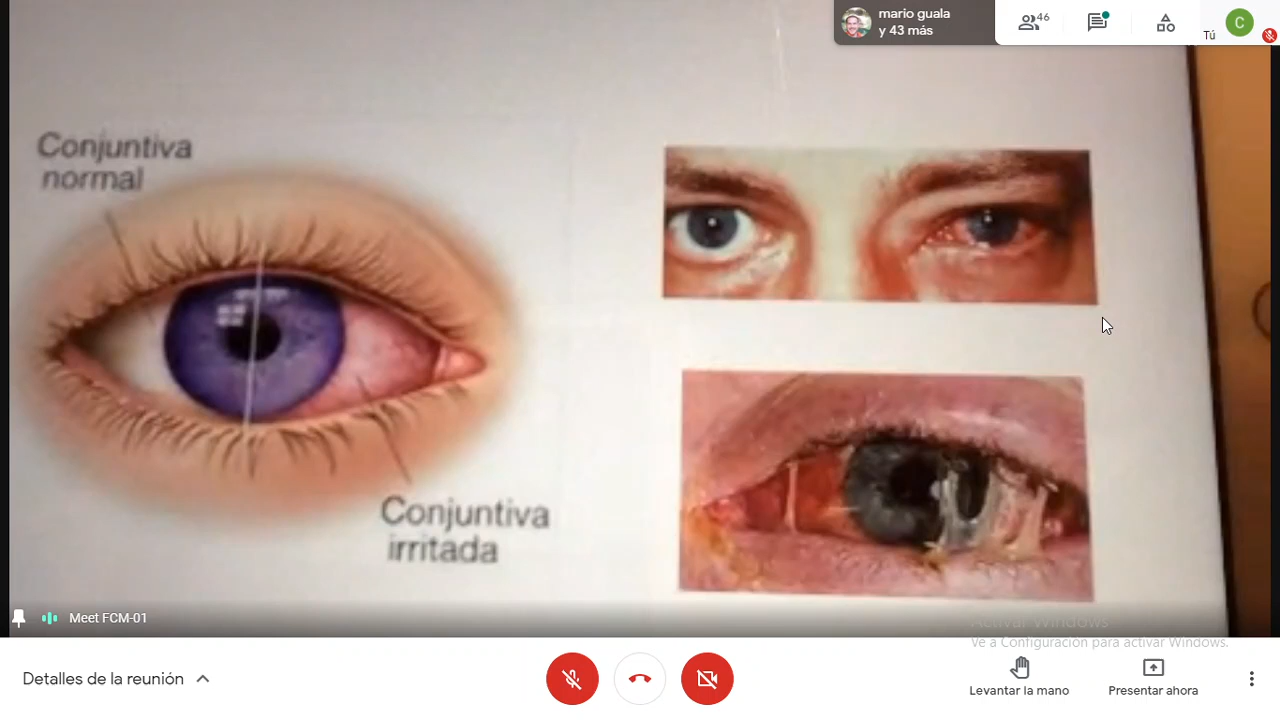 mario guala
y 43 más
46
Tú
C
Conjuntiva
normal
Conjuntiva
irritada
Meet FCM-01
Activar Windows
Ve a Configuración para activar Windows.
Detalles de la reunión
Levantar la mano
Presentar ahora